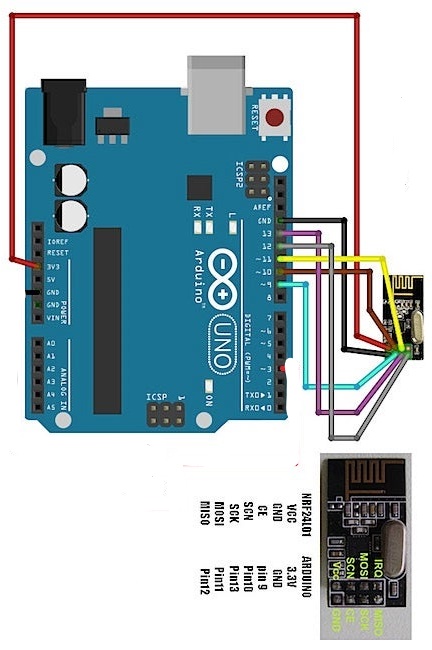 IRQ MISO
MOSI SCK
SCN CE
Vcc GND
NRF24L01 ARDUINO
VCC 3.3V
GND GND
CE pin 9
SCN Pin10
SCK Pin13
MOSI Pin11
MISO Pin12
RESET
ICSP2
AREF
GND
13
12
~11
~10
~9
8
7
~6
~5
4
~3
2
TX▶1
RX◀0
DIGITAL (PWM=~)
L
TX
RX
UNO
Arduino™
ON
1
ICSP
POWER
ANALOG IN
IOREF
RESET
3V3
5V
GND
GND
VIN
A0
A1
A2
A3
A4
A5